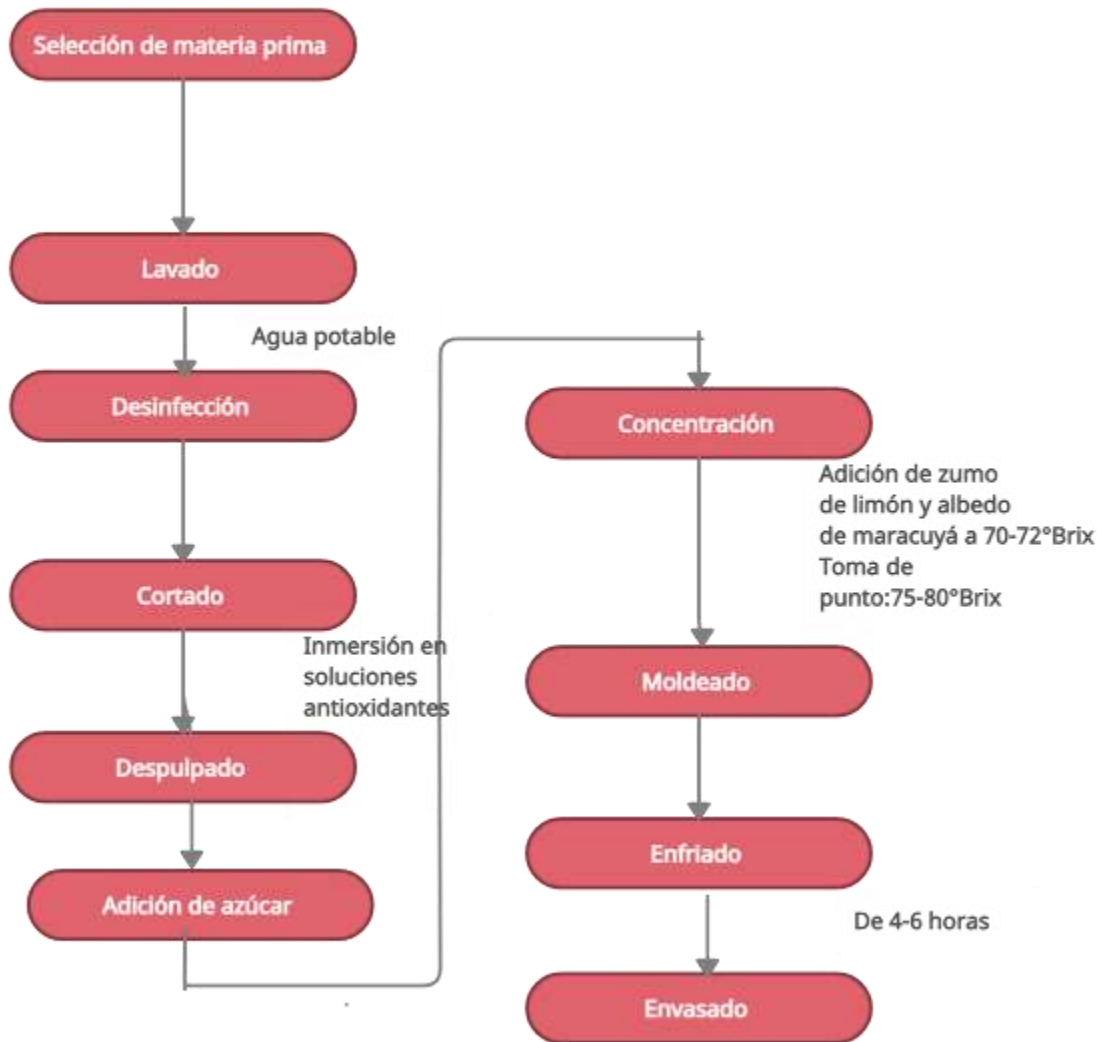 Selección de materia prima
Lavado
Agua potable
Desinfección
Cortado
Inmersión en
soluciones
antioxidantes
Despulpado
Adición de azúcar
Concentración
Adición de zumo
de limón y albedo
de maracuyá a 70-72°Brix
Toma de
punto:75-80°Brix
Moldeado
Enfriado
De 4-6 horas
Envasado